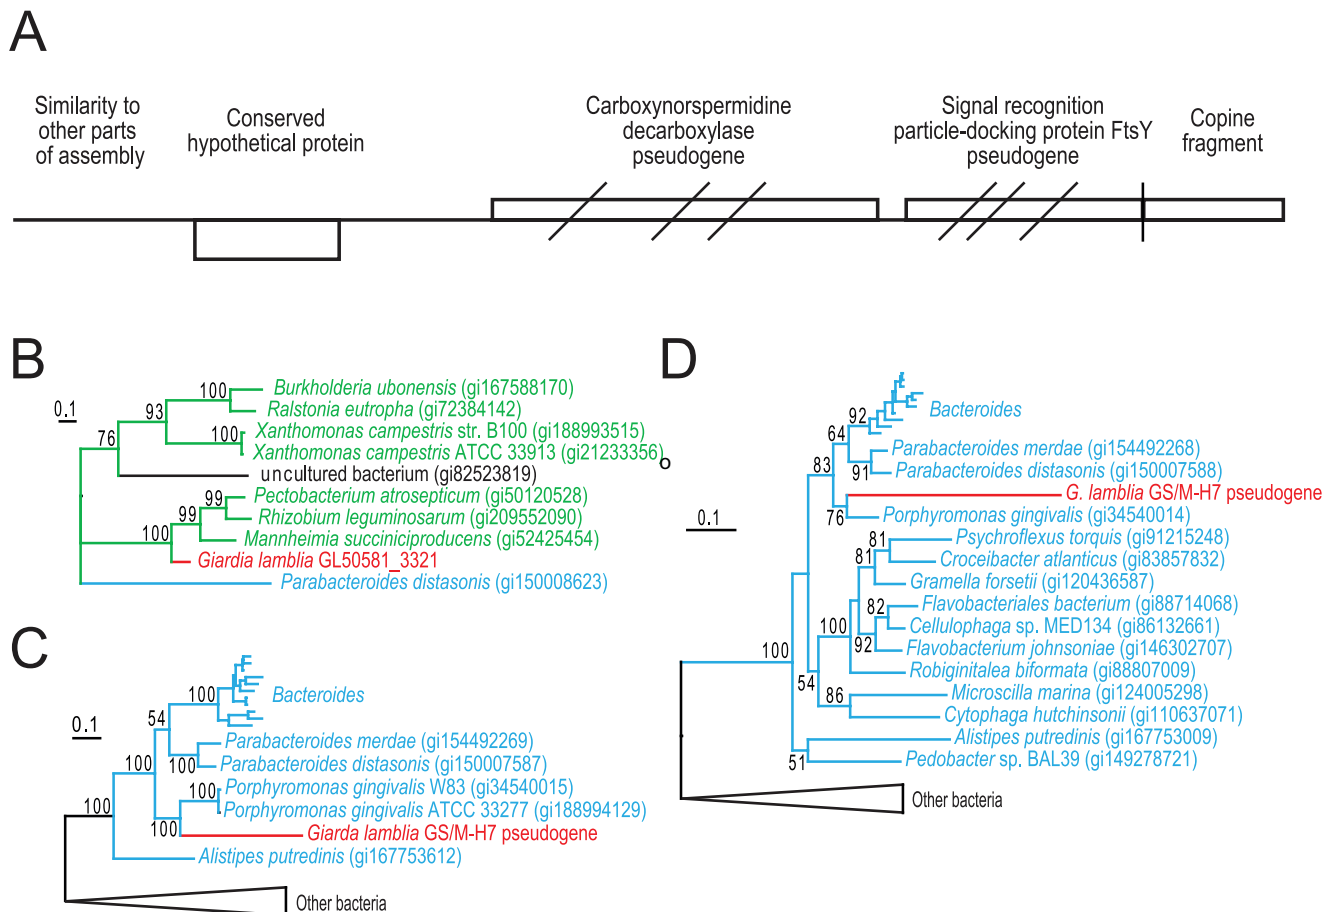 A
Similarity to
other parts
of assembly
Conserved
hypothetical protein
Carboxynorspermidine
decarboxylase
pseudogene
Signal recognition
particle-docking protein FtsY
pseudogene
Copine
fragment
B
0.1
100
93
76
100
99
99
100
Burkholderia ubonensis (gi167588170)
Ralstonia eutropha (gi72384142)
Xanthomonas campestris str. B100 (gi188993515)
Xanthomonas campestris ATCC 33913 (gi21233356)
uncultured bacterium (gi82523819)
Pectobacterium atrosepticum (gi50120528)
Rhizobium leguminosarum (gi209552090)
Mannheimia succiniciproducens (gi52425454)
Giardia lamblia GL50581_3321
Parabacteroides distasonis (gi150008623)
o
C
0.1
100
54
100
100
100
100
100
Bacteroides
Parabacteroides merdae (gi154492269)
Parabacteroides distasonis (gi150007587)
Porphyromonas gingivalis W83 (gi34540015)
Porphyromonas gingivalis ATCC 33277 (gi188994129)
Giarda lamblia GS/M-H7 pseudogene
Alistipes putredinis (gi167753612)
Other bacteria
D
0.1
92
64
83
91
76
81
81
82
100
92
100
54
86
51
Bacteroides
Parabacteroides merdae (gi154492268)
Parabacteroides distasonis (gi150007588)
G. lamblia GS/M-H7 pseudogene
Porphyromonas gingivalis (gi34540014)
Psychroflexus torquis (gi91215248)
Croceibacter atlanticus (gi83857832)
Gramella forsetii (gi120436587)
Flavobacteriales bacterium (gi88714068)
Cellulophaga sp. MED134 (gi86132661)
Flavobacterium johnsoniae (gi146302707)
Robiginitalea biformata (gi88807009)
Microscilla marina (gi124005298)
Cytophaga hutchinsonii (gi110637071)
Alistipes putredinis (gi167753009)
Pedobacter sp. BAL39 (gi149278721)
Other bacteria